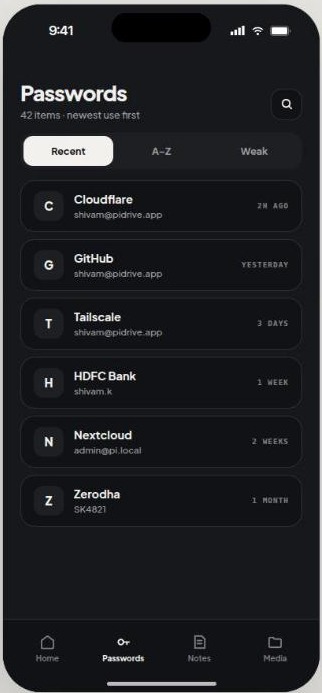 9:41
Passwords
42 items · newest use first
Recent A–Z Weak
C Cloudflare 2H AGO
shivam@pidrive.app
G GitHub YESTERDAY
shivam@pidrive.app
T Tailscale 3 DAYS
shivam@pidrive.app
H HDFC Bank 1 WEEK
shivam.k
N Nextcloud 2 WEEKS
admin@pi.local
Z Zerodha 1 MONTH
SK4821
Home Passwords Notes Media